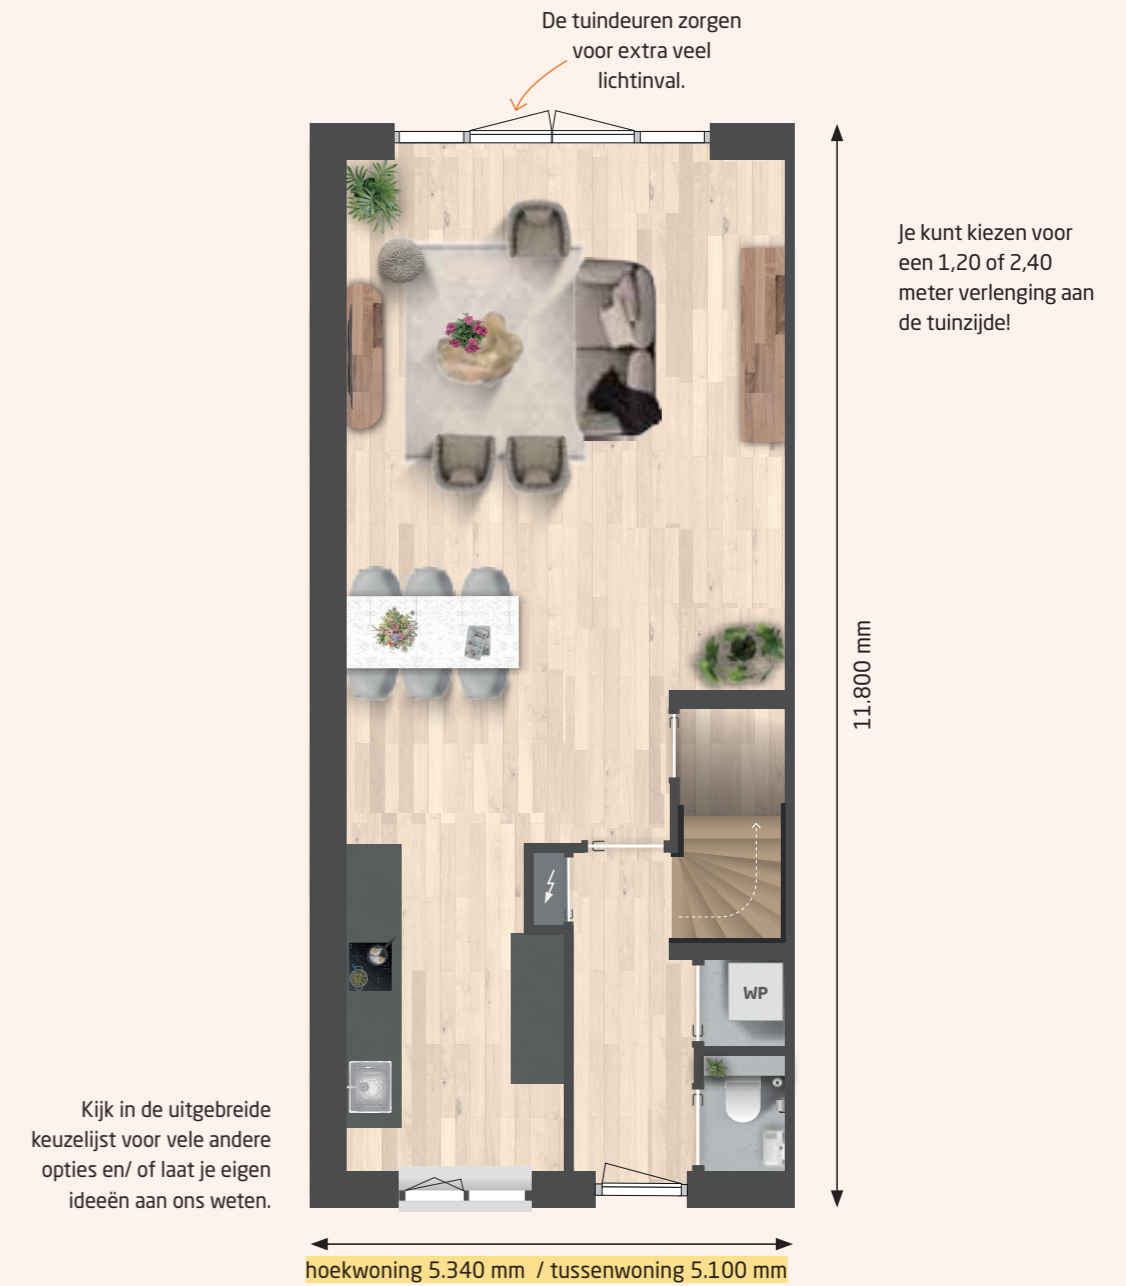 De tuindeuren zorgen
voor extra veel
lichtinval.
Je kunt kiezen voor
een 1,20 of 2,40
meter verlenging aan
de tuinzijde!
11.800 mm
WP
Kijk in de uitgebreide
keuzelijst voor vele andere
opties en/ of laat je eigen
ideeën aan ons weten.
hoekwoning 5.340 mm / tussenwoning 5.100 mm